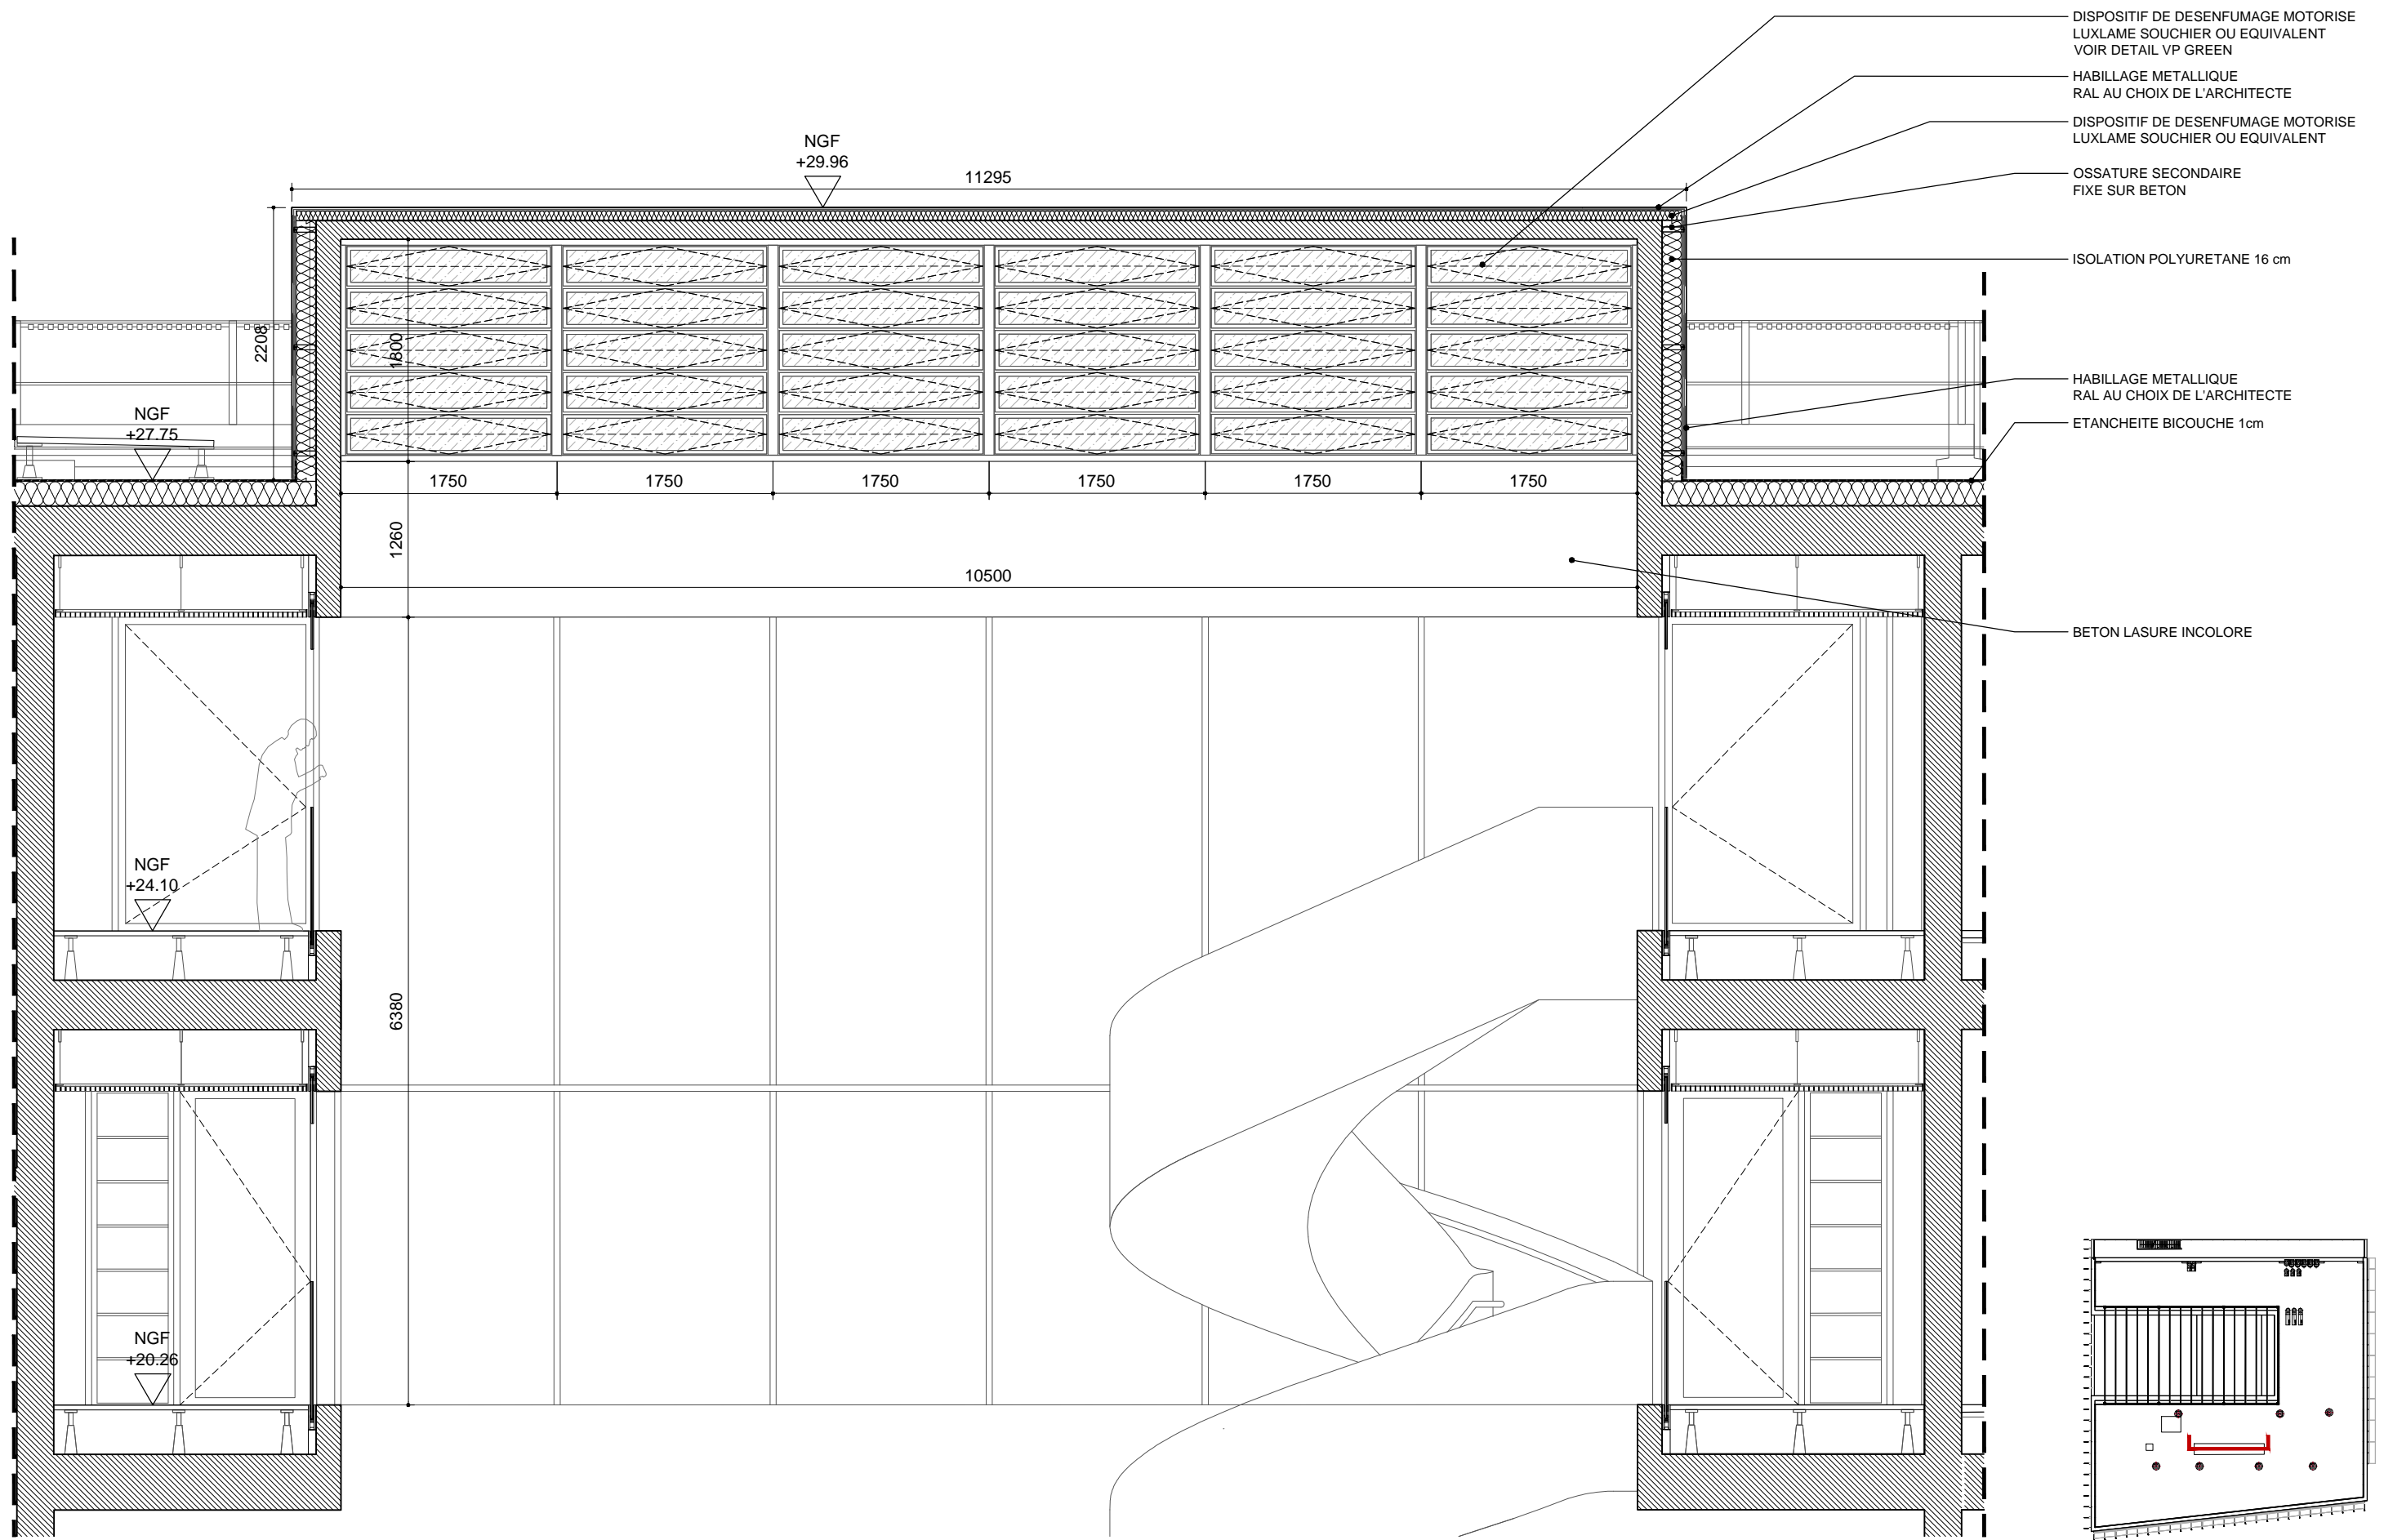 DISPOSITIF DE DESENFUMAGE MOTORISE
LUXLAME SOUCHIER OU EQUIVALENT
VOIR DETAIL VP GREEN
HABILLAGE METALLIQUE
RAL AU CHOIX DE L'ARCHITECTE
DISPOSITIF DE DESENFUMAGE MOTORISE
LUXLAME SOUCHIER OU EQUIVALENT
OSSATURE SECONDAIRE
FIXE SUR BETON
ISOLATION POLYURETANE 16 cm
HABILLAGE METALLIQUE
RAL AU CHOIX DE L'ARCHITECTE
ETANCHEITE BICOUCHE 1cm
BETON LASURE INCOLORE
NGF
+29.96
11295
2208
1800
NGF
+27.75
1750
1750
1750
1750
1750
1750
1260
10500
NGF
+24.10
6380
NGF
+20.26